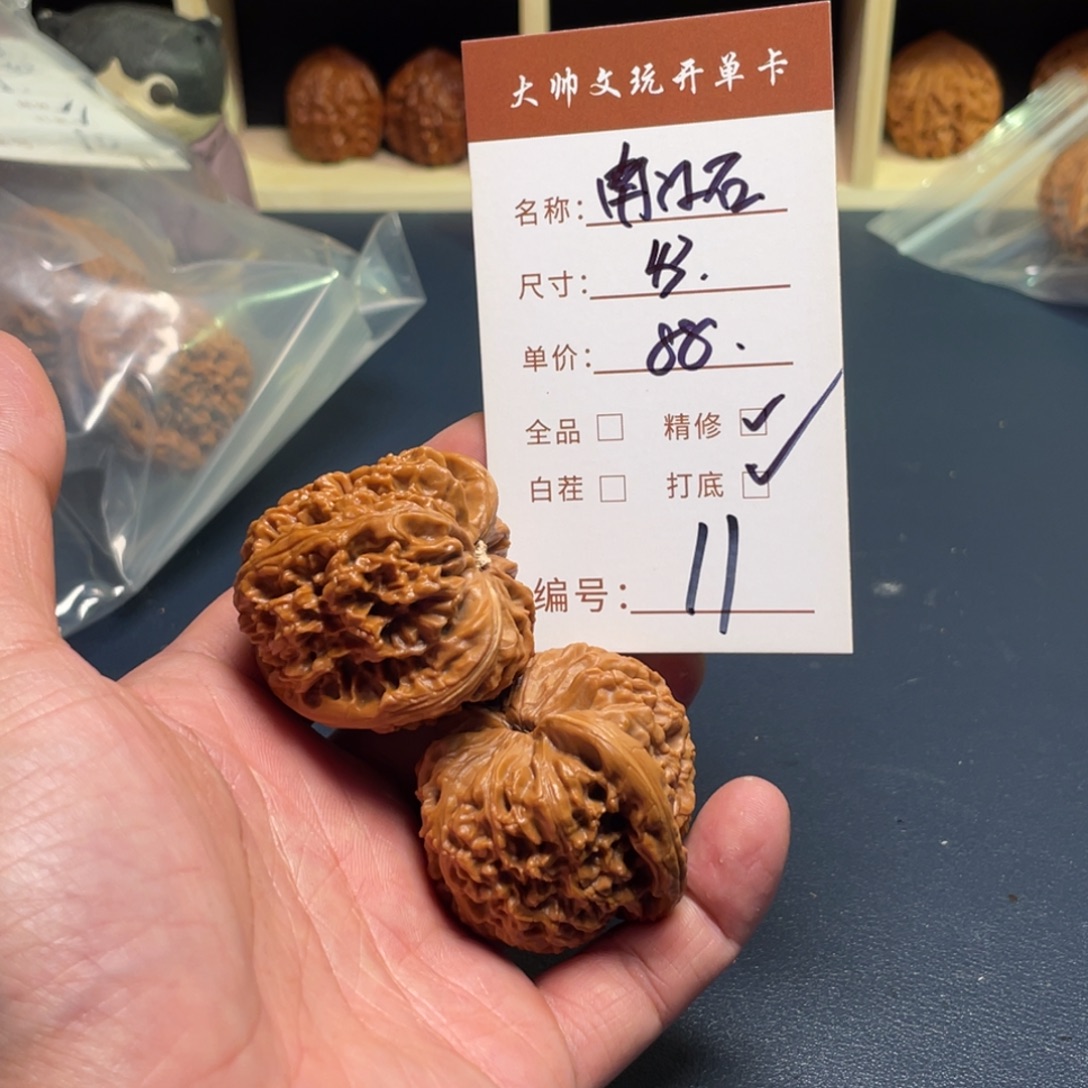 大帅文玩开单卡
名称：南将石
尺寸：43.
单价：88.
全品 □ 精修 ☑
白茬 □ 打底 ☑
编号：11